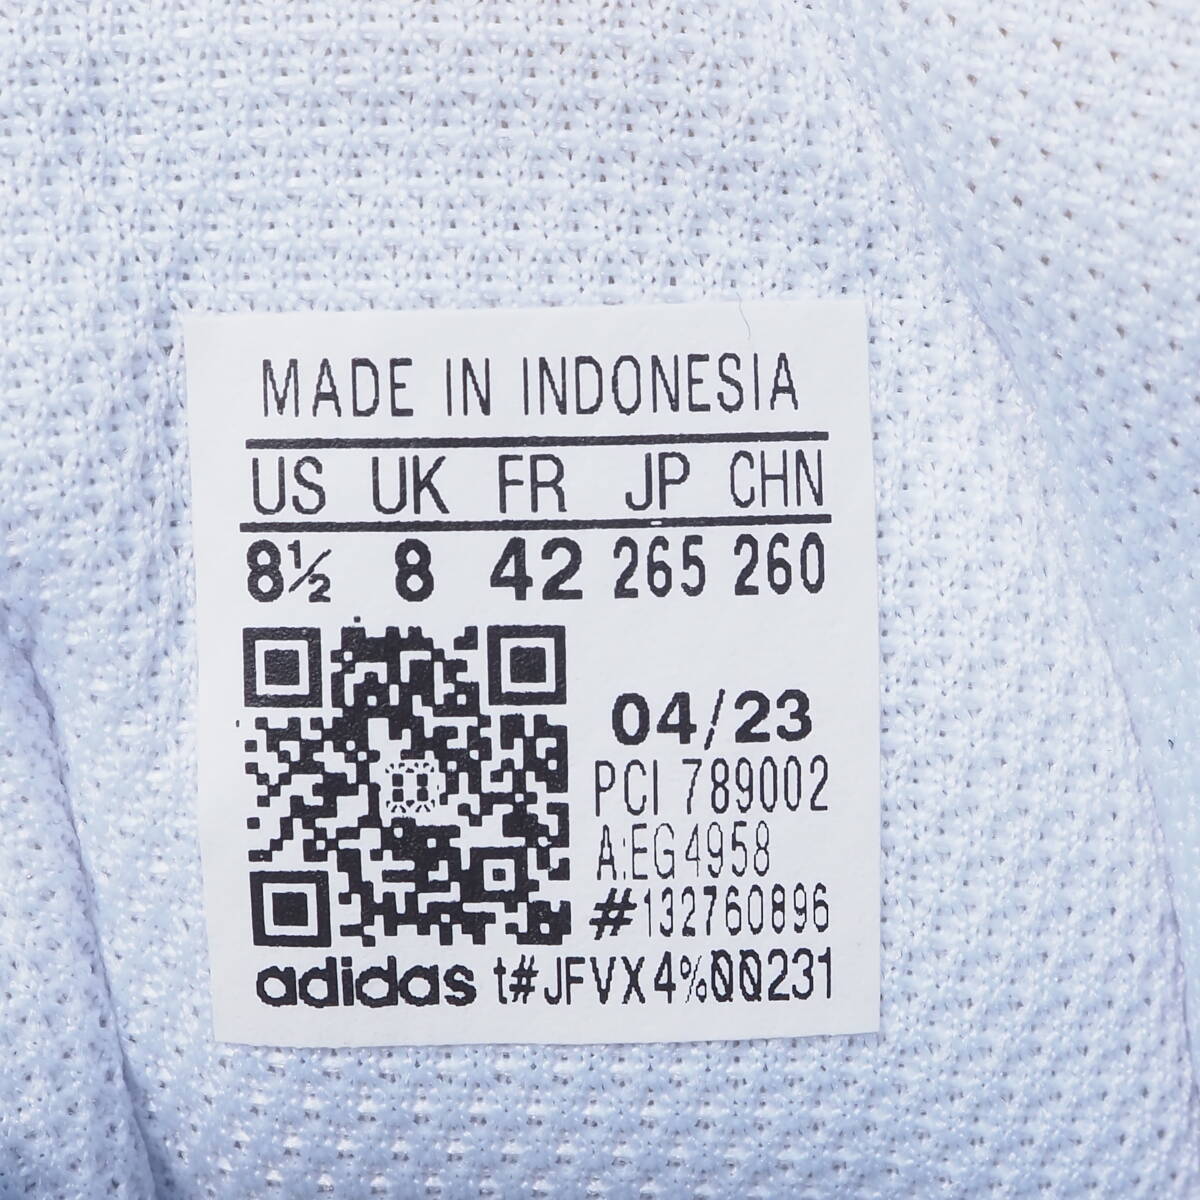 MADE IN INDONESIA
US UK FR JP CHN
8½ 8 42 265 260
04/23
PCI 789002
A:EG4958
#132760896
adidas t#JFVX4%00231